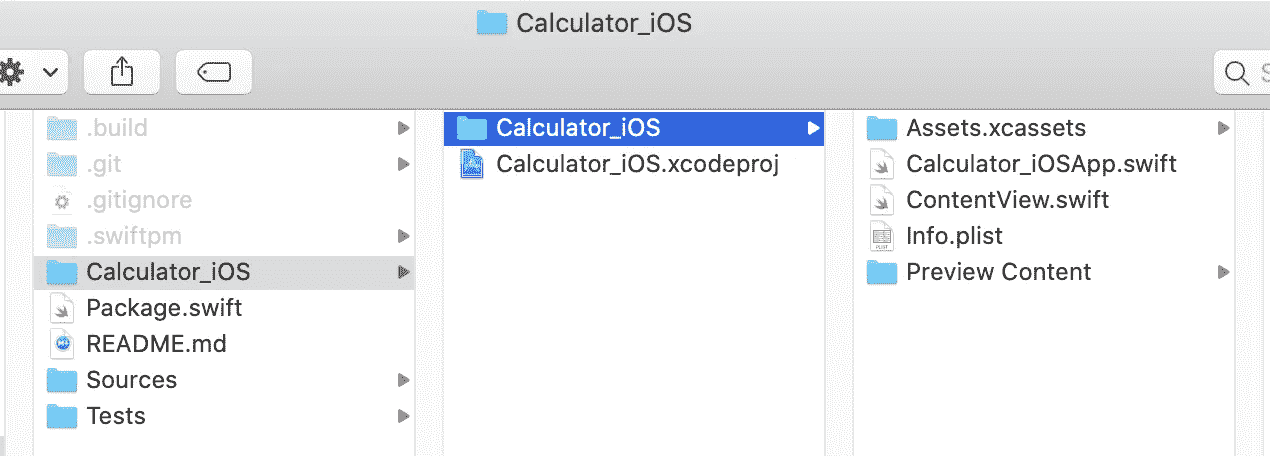 Calculator_iOS
S
.build
.git
.gitignore
.swiftpm
Calculator_iOS
Package.swift
README.md
Sources
Tests
Calculator_iOS
Calculator_iOS.xcodeproj
Assets.xcassets
Calculator_iOSApp.swift
ContentView.swift
Info.plist
Preview Content